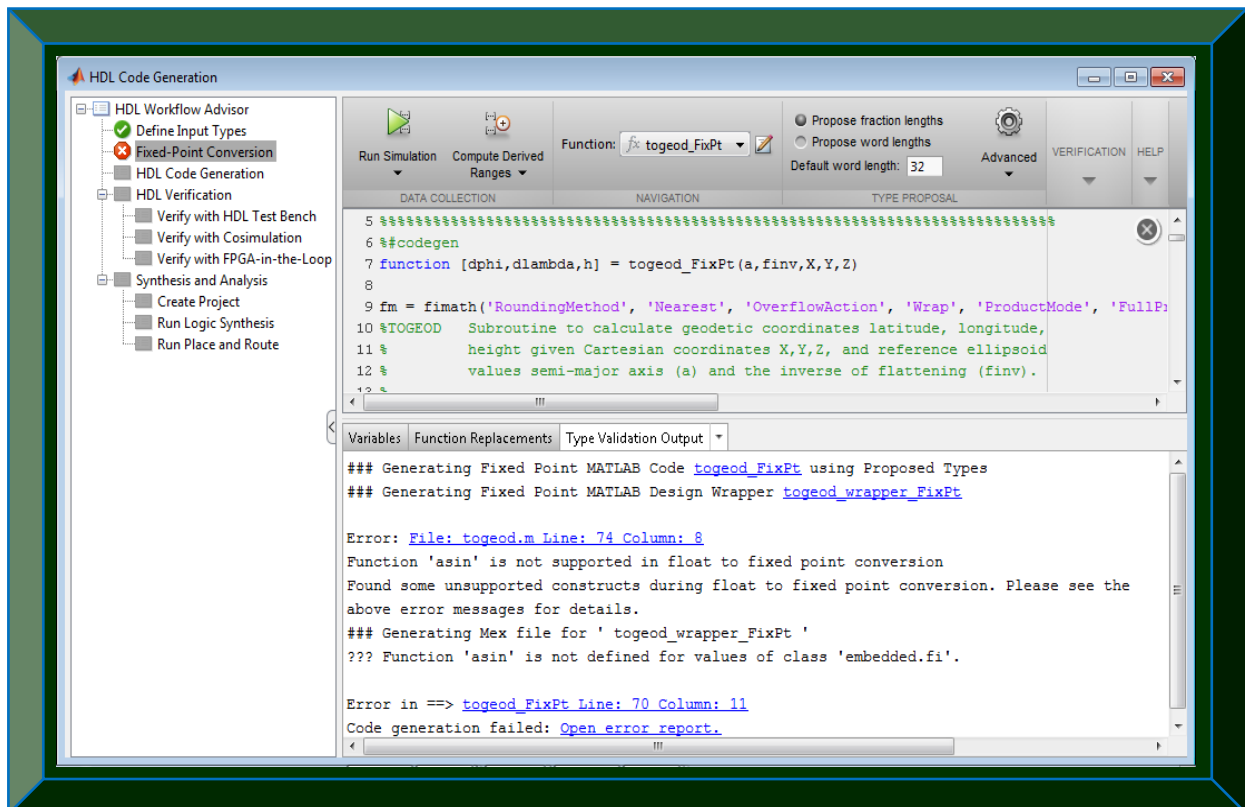 HDL Code Generation
HDL Workflow Advisor
Define Input Types
Fixed-Point Conversion
HDL Code Generation
HDL Verification
Verify with HDL Test Bench
Verify with Cosimulation
Verify with FPGA-in-the-Loop
Synthesis and Analysis
Create Project
Run Logic Synthesis
Run Place and Route
Run Simulation
Compute Derived
Ranges
DATA COLLECTION
Function: fx togeod_FixPt
NAVIGATION
Propose fraction lengths
Propose word lengths
Default word length: 32
Advanced
TYPE PROPOSAL
VERIFICATION
HELP
5 %%%%%%%%%%%%%%%%%%%%%%%%%%%%%%%%%%%%%%%%%%%%%%%%%%%%%%%%%%%%%%%%%%%%%%%%%%%
6 %#codegen
7 function [dphi,dlambda,h] = togeod_FixPt(a,finv,X,Y,Z)
8
9 fm = fimath('RoundingMethod', 'Nearest', 'OverflowAction', 'Wrap', 'ProductMode', 'FullPr
10 %TOGEOD   Subroutine to calculate geodetic coordinates latitude, longitude,
11 %         height given Cartesian coordinates X,Y,Z, and reference ellipsoid
12 %         values semi-major axis (a) and the inverse of flattening (finv).
13 %
Variables
Function Replacements
Type Validation Output
### Generating Fixed Point MATLAB Code togeod_FixPt using Proposed Types
### Generating Fixed Point MATLAB Design Wrapper togeod_wrapper_FixPt
Error: File: togeod.m Line: 74 Column: 8
Function 'asin' is not supported in float to fixed point conversion
Found some unsupported constructs during float to fixed point conversion. Please see the
above error messages for details.
### Generating Mex file for ' togeod_wrapper_FixPt '
??? Function 'asin' is not defined for values of class 'embedded.fi'.
Error in ==> togeod_FixPt Line: 70 Column: 11
Code generation failed: Open error report.